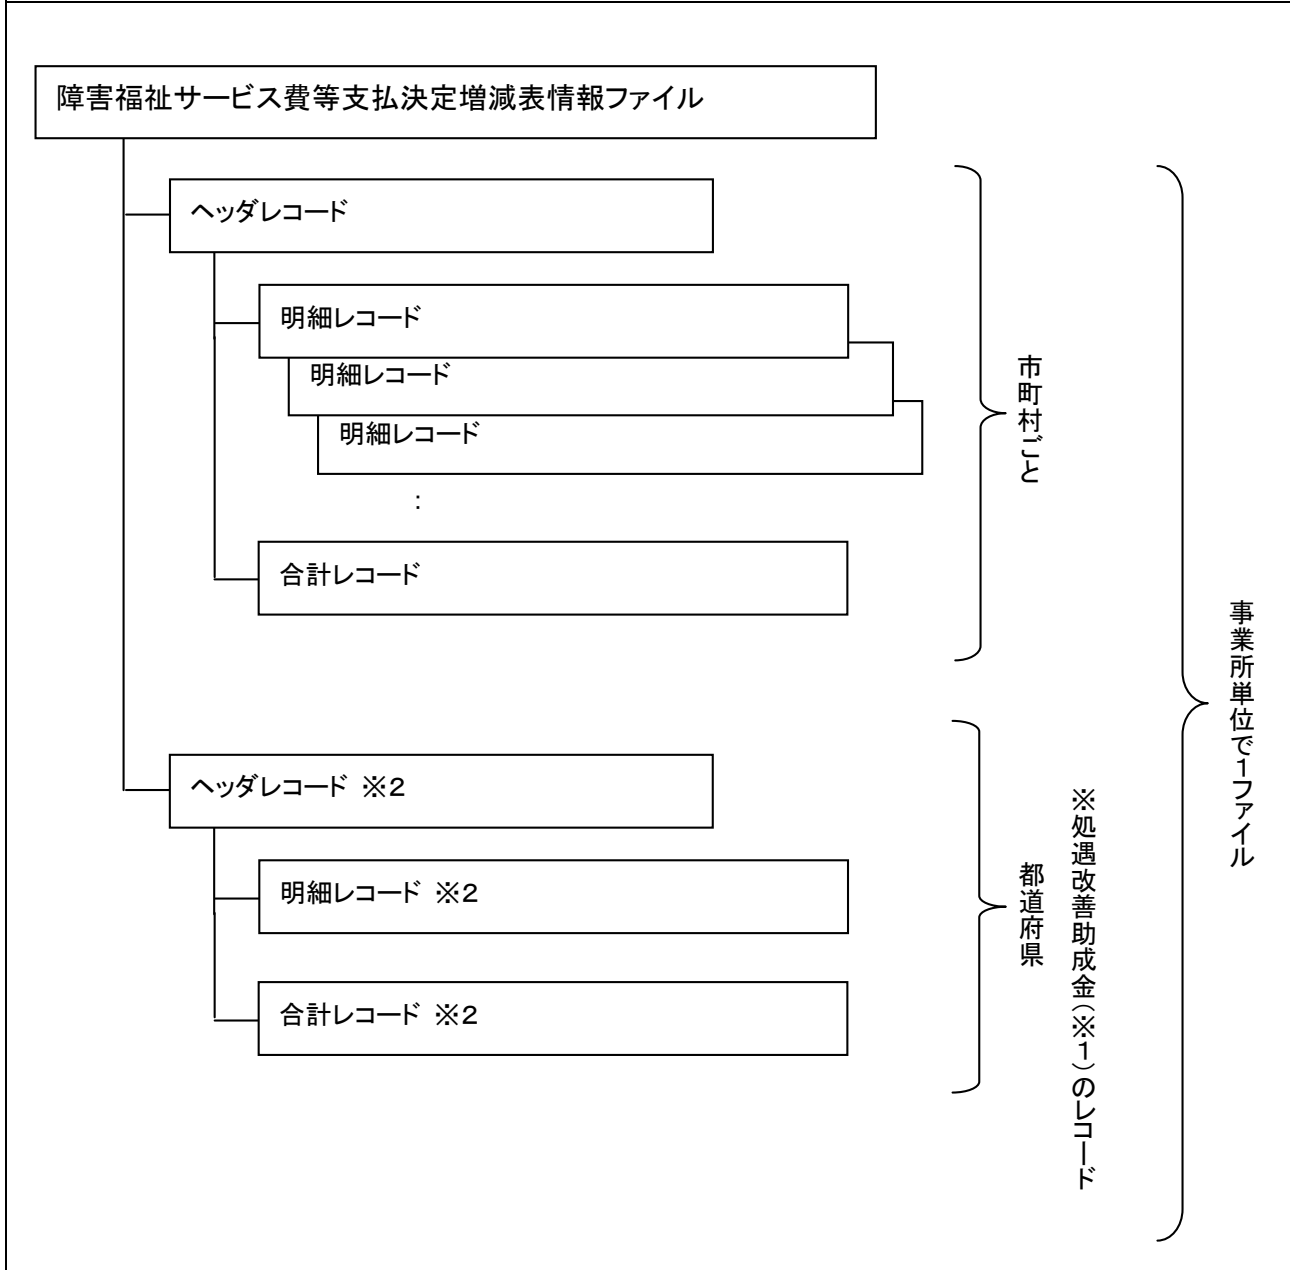 障害福祉サービス費等支払決定増減表情報ファイル
ヘッダレコード
明細レコード
明細レコード
明細レコード
：
合計レコード
市町村ごと
ヘッダレコード ※２
明細レコード ※２
合計レコード ※２
都道府県
※処遇改善助成金（※１）のレコード
事業所単位で１ファイル